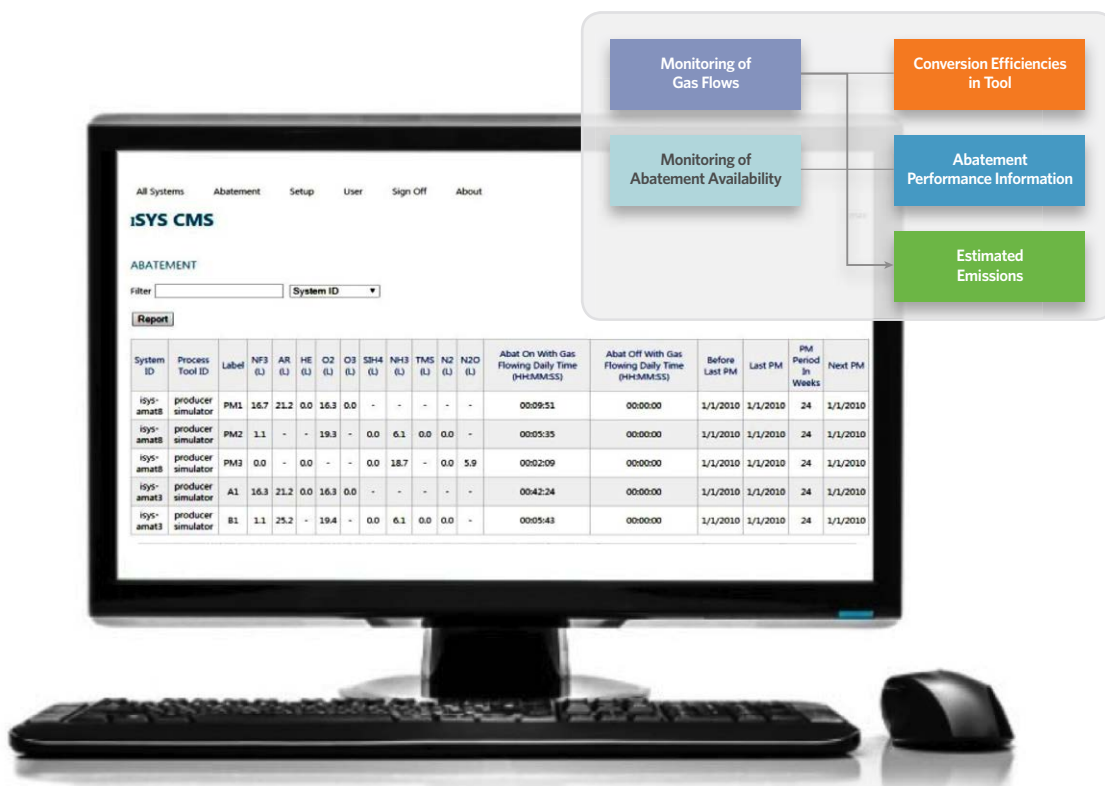 Monitoring of
Gas Flows
Conversion Efficiencies
in Tool
Monitoring of
Abatement Availability
Abatement
Performance Information
Estimated
Emissions
All Systems Abatement Setup User Sign Off About
iSYS CMS
ABATEMENT
Filter System ID
Report
System ID Process Tool ID Label NF3 (L) AR (L) HE (L) O2 (L) O3 (L) SIH4 (L) NH3 (L) TMS (L) N2 (L) N2O (L) Abat On With Gas Flowing Daily Time (HH:MM:SS) Abat Off With Gas Flowing Daily Time (HH:MM:SS) Before Last PM Last PM PM Period In Weeks Next PM
isys-amat8 producer simulator PM1 16.7 21.2 0.0 16.3 0.0 - - - - - 00:09:51 00:00:00 1/1/2010 1/1/2010 24 1/1/2010
isys-amat8 producer simulator PM2 1.1 - - 19.3 - 0.0 6.1 0.0 0.0 - 00:05:35 00:00:00 1/1/2010 1/1/2010 24 1/1/2010
isys-amat8 producer simulator PM3 0.0 - 0.0 - - 0.0 18.7 - 0.0 5.9 00:02:09 00:00:00 1/1/2010 1/1/2010 24 1/1/2010
isys-amat3 producer simulator A1 16.3 21.2 0.0 16.3 0.0 - - - - - 00:42:24 00:00:00 1/1/2010 1/1/2010 24 1/1/2010
isys-amat3 producer simulator B1 1.1 25.2 - 19.4 - 0.0 6.1 0.0 0.0 - 00:05:43 00:00:00 1/1/2010 1/1/2010 24 1/1/2010